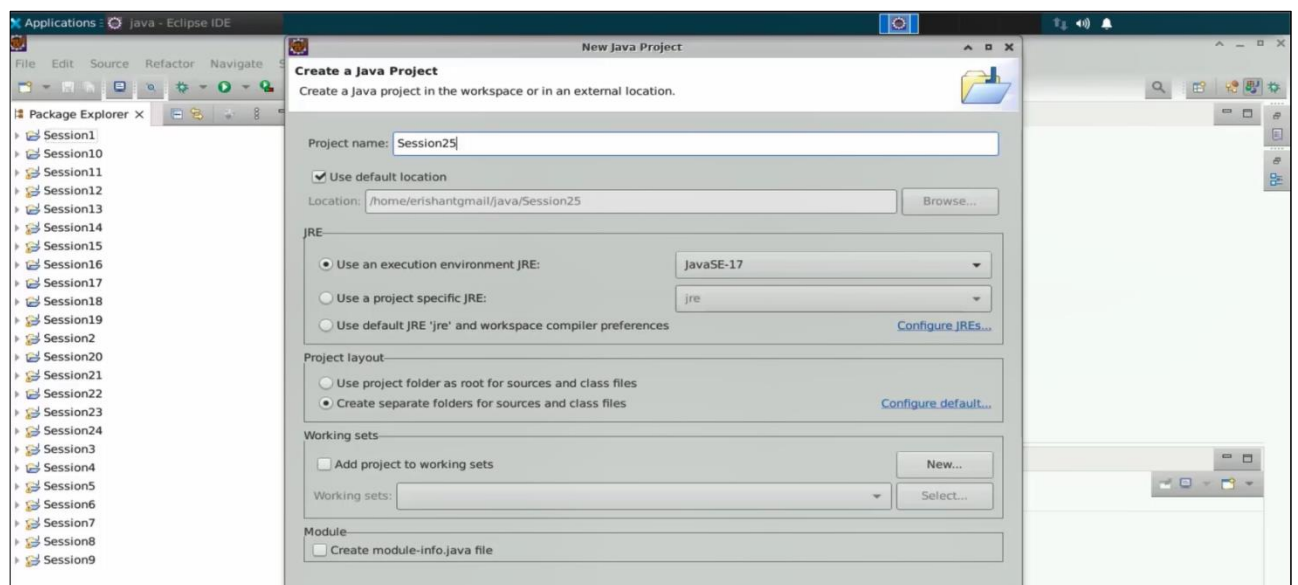 Applications : java - Eclipse IDE
New Java Project
File Edit Source Refactor Navigate
Create a Java Project
Create a Java project in the workspace or in an external location.
Package Explorer
Session1
Session10
Session11
Session12
Session13
Session14
Session15
Session16
Session17
Session18
Session19
Session2
Session20
Session21
Session22
Session23
Session24
Session3
Session4
Session5
Session6
Session7
Session8
Session9
Project name: Session25
Use default location
Location: /home/erishantgmail/java/Session25 Browse...
JRE
Use an execution environment JRE: JavaSE-17
Use a project specific JRE: jre
Use default JRE 'jre' and workspace compiler preferences Configure JREs...
Project layout
Use project folder as root for sources and class files
Create separate folders for sources and class files Configure default...
Working sets
Add project to working sets New...
Working sets: Select...
Module
Create module-info.java file